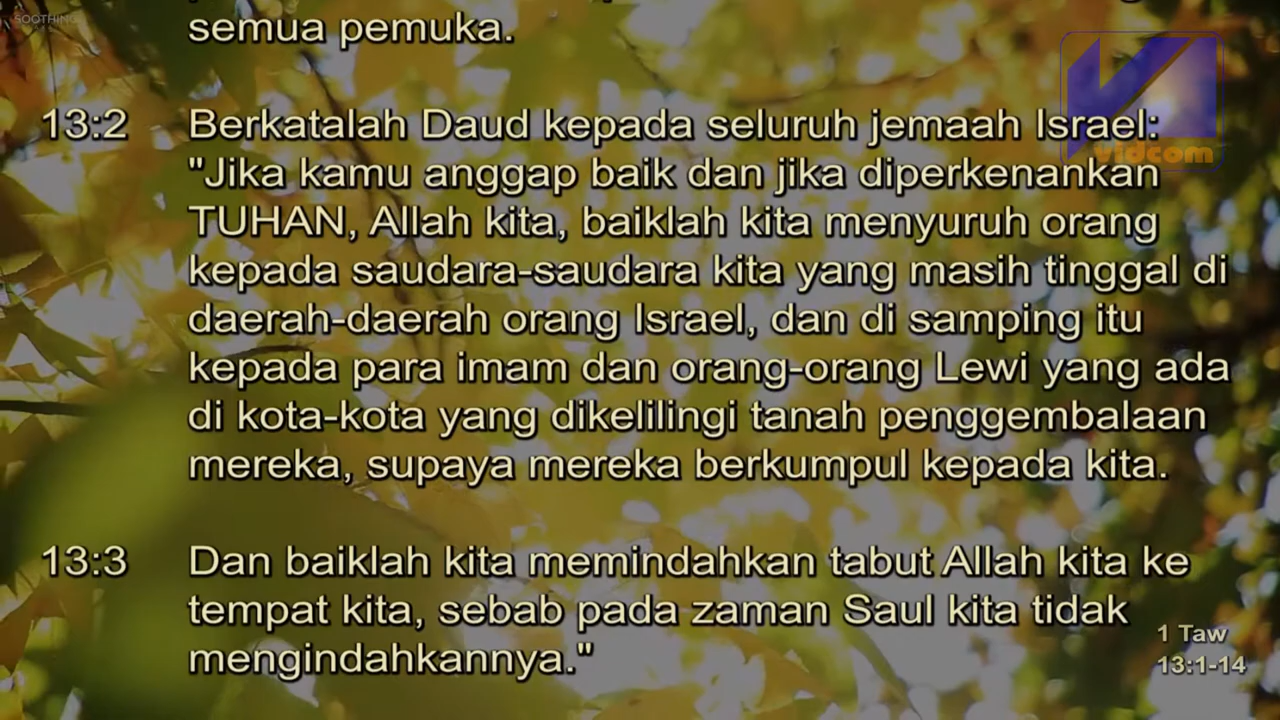 SOOTHING
semua pemuka.
13:2 Berkatalah Daud kepada seluruh jemaah Israel:
"Jika kamu anggap baik dan jika diperkenankan
TUHAN, Allah kita, baiklah kita menyuruh orang
kepada saudara-saudara kita yang masih tinggal di
daerah-daerah orang Israel, dan di samping itu
kepada para imam dan orang-orang Lewi yang ada
di kota-kota yang dikelilingi tanah penggembalaan
mereka, supaya mereka berkumpul kepada kita.
13:3 Dan baiklah kita memindahkan tabut Allah kita ke
tempat kita, sebab pada zaman Saul kita tidak
mengindahkannya."
vidcom
1 Taw
13:1-14